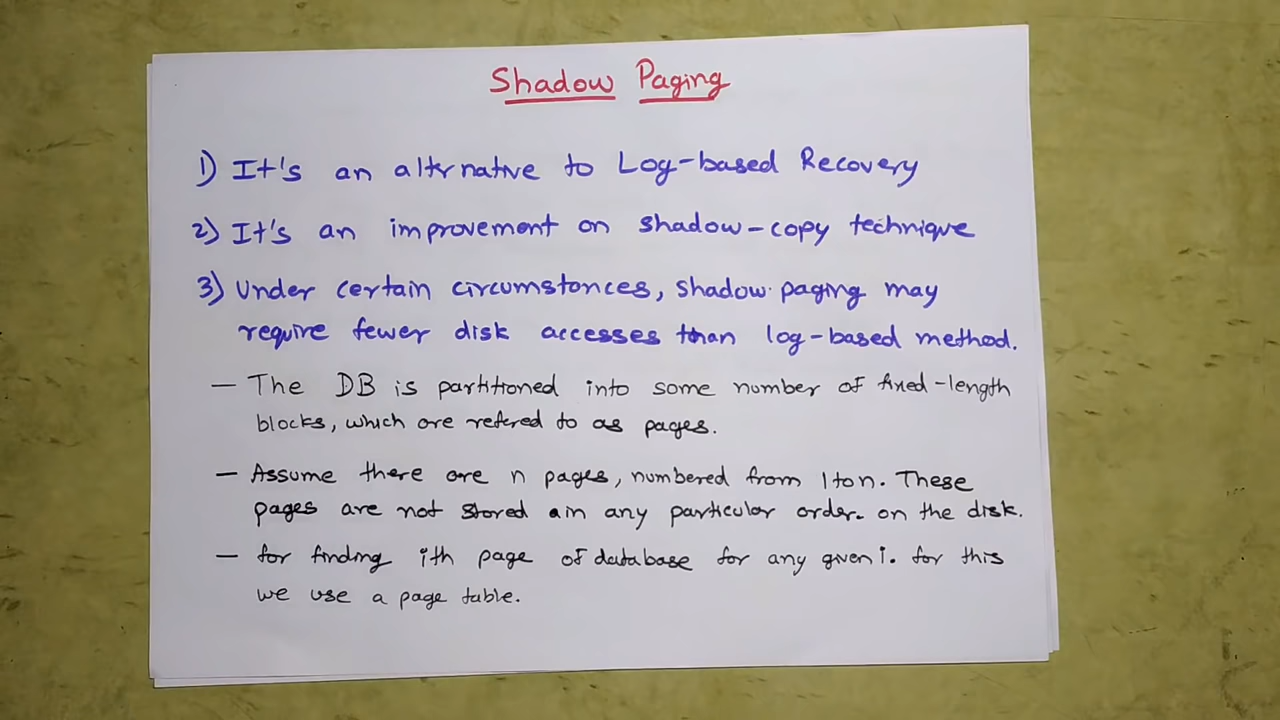 Shadow Paging
1) It's an alternative to Log-based Recovery
2) It's an improvement on shadow-copy technique
3) Under certain circumstances, shadow paging may
require fewer disk accesses than log-based method.
— The DB is partitioned into some number of fixed-length
blocks, which are refered to as pages.
— Assume there are n pages, numbered from 1 to n. These
pages are not stored in any particular order. on the disk.
— for finding ith page of database for any given i. for this
we use a page table.